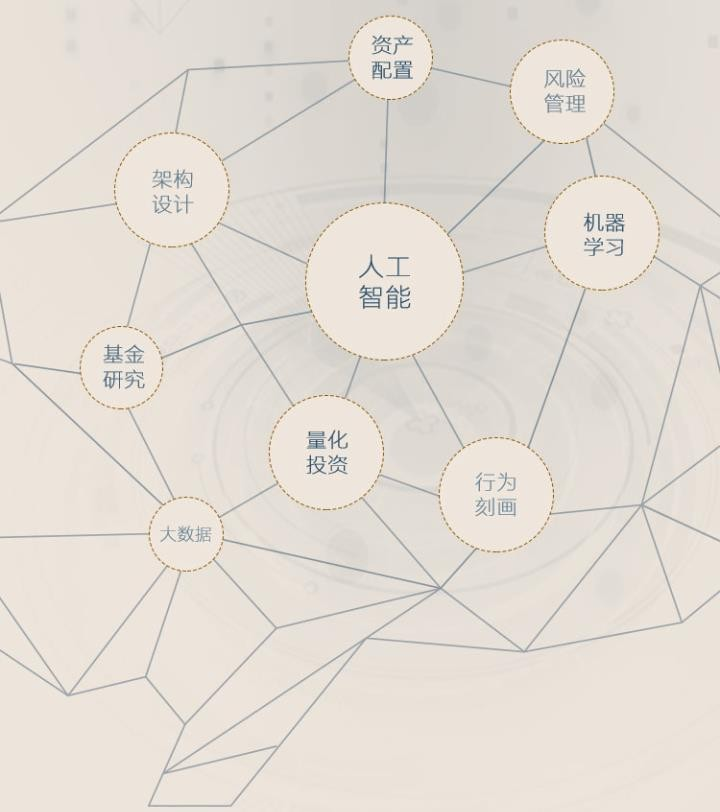 资产
配置
风险
管理
架构
设计
机器
学习
人工
智能
基金
研究
量化
投资
行为
刻画
大数据